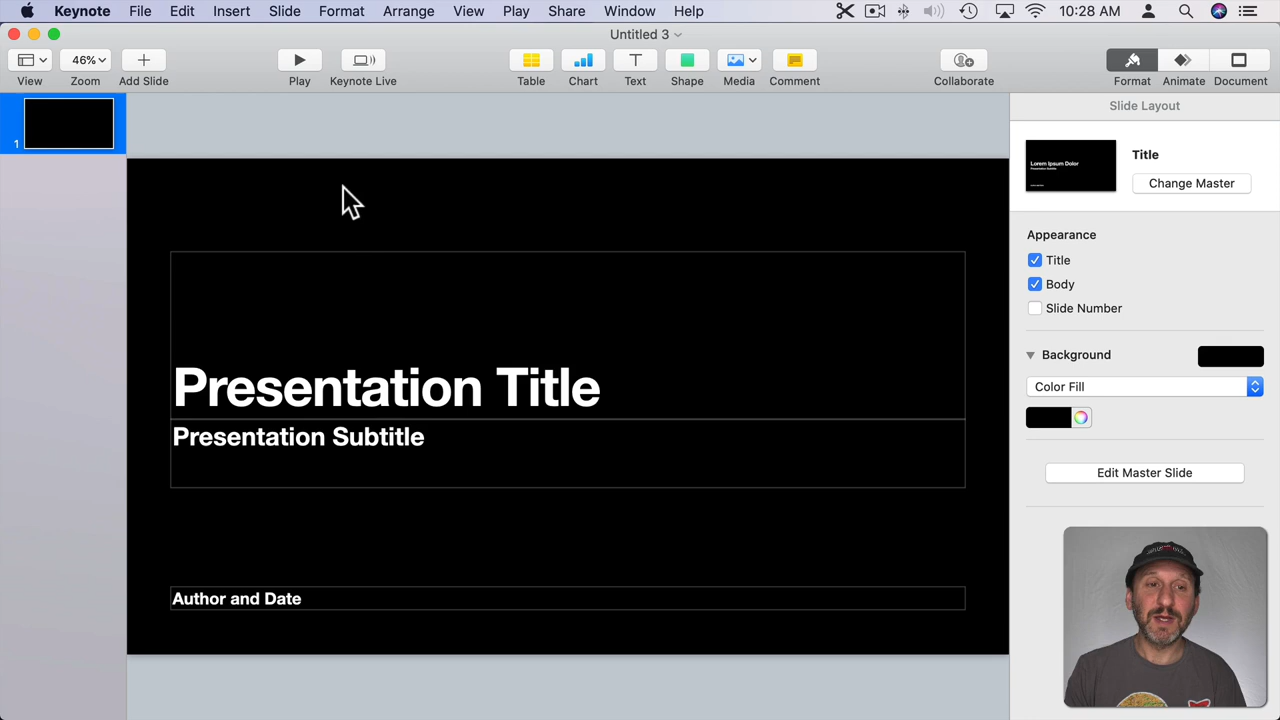 Keynote File Edit Insert Slide Format Arrange View Play Share Window Help 10:28 AM
Untitled 3
46%
View Zoom Add Slide Play Keynote Live Table Chart Text Shape Media Comment Collaborate Format Animate Document
1
Slide Layout
Lorem Ipsum Dolor
Title
Change Master
Appearance
Title
Body
Slide Number
Background
Color Fill
Edit Master Slide
Presentation Title
Presentation Subtitle
Author and Date